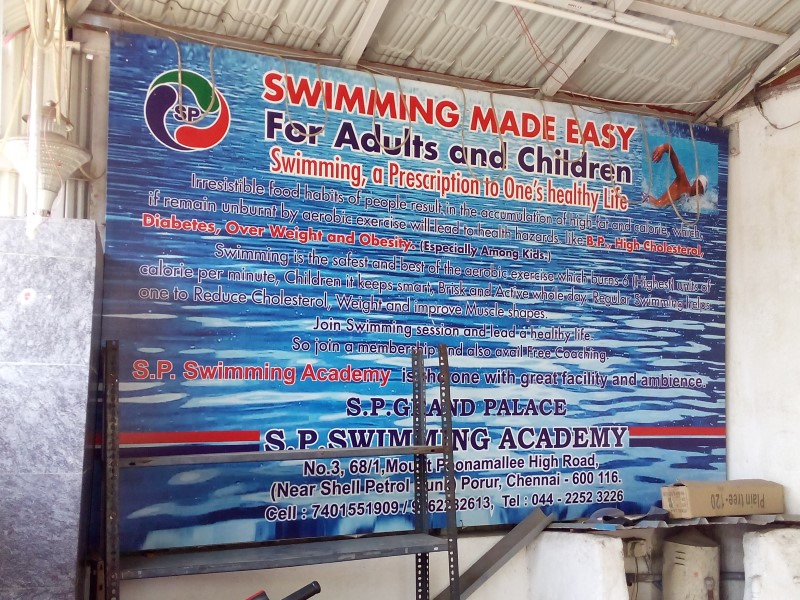 SP
SWIMMING MADE EASY
For Adults and Children
Swimming, a Prescription to One's healthy Life
Irresistible food habits of people result in the accumulation of high fat and calorie, which,
if remain unburnt by aerobic exercise will lead to health hazards, like B.P., High Cholesterol,
Diabetes, Over Weight and Obesity. (Especially Among Kids.)
Swimming is the safest and best of the aerobic exercise which burns 6 (Highest) units of
calorie per minute, Children it keeps smart, Brisk and Active whole day. Regular Swimming helps
one to Reduce Cholesterol, Weight and improve Muscle shapes.
Join Swimming session and lead a healthy life.
So join a membership and also avail Free Coaching.
S.P. Swimming Academy is the one with great facility and ambience.
S.P.GRAND PALACE
S.P.SWIMMING ACADEMY
No.3, 68/1, Mount Poonamallee High Road,
(Near Shell Petrol Bunk) Porur, Chennai - 600 116.
Cell : 7401551909 / Tel : 044 - 2252 3226
Plain tree-120